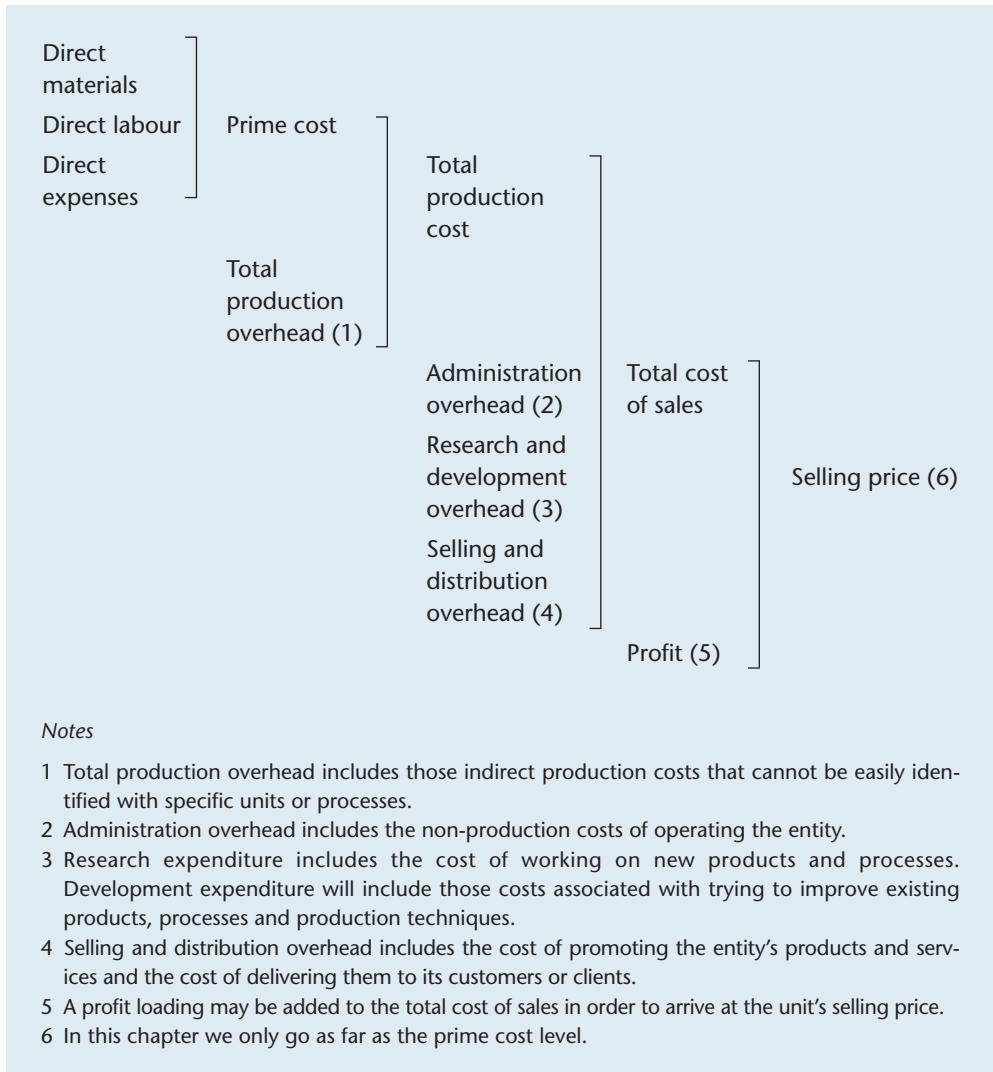 Direct
materials
Direct labour
Prime cost
Direct
expenses
Total
production
cost
Total
production
overhead (1)
Administration
overhead (2)
Total cost
of sales
Research and
development
overhead (3)
Selling price (6)
Selling and
distribution
overhead (4)
Profit (5)
Notes
1 Total production overhead includes those indirect production costs that cannot be easily iden-
tified with specific units or processes.
2 Administration overhead includes the non-production costs of operating the entity.
3 Research expenditure includes the cost of working on new products and processes.
Development expenditure will include those costs associated with trying to improve existing
products, processes and production techniques.
4 Selling and distribution overhead includes the cost of promoting the entity's products and serv-
ices and the cost of delivering them to its customers or clients.
5 A profit loading may be added to the total cost of sales in order to arrive at the unit's selling price.
6 In this chapter we only go as far as the prime cost level.